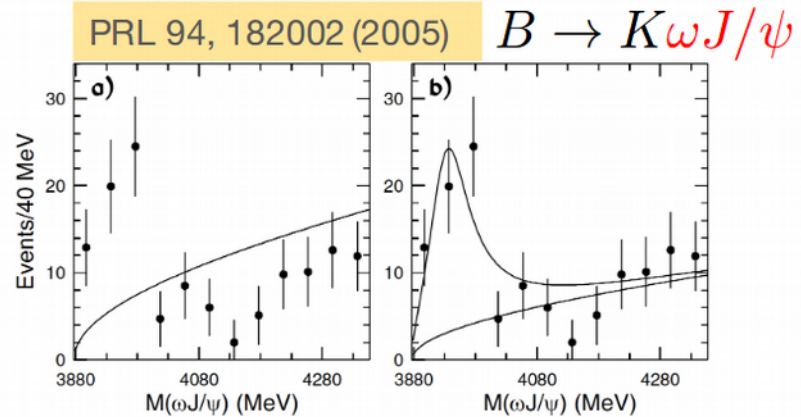 PRL 94, 182002 (2005) B → KωJ/ψ
a) b)
Events/40 MeV
30 30
20 20
10 10
0 0
3880 4080 4280 3880 4080 4280
M(ωJ/ψ) (MeV) M(ωJ/ψ) (MeV)